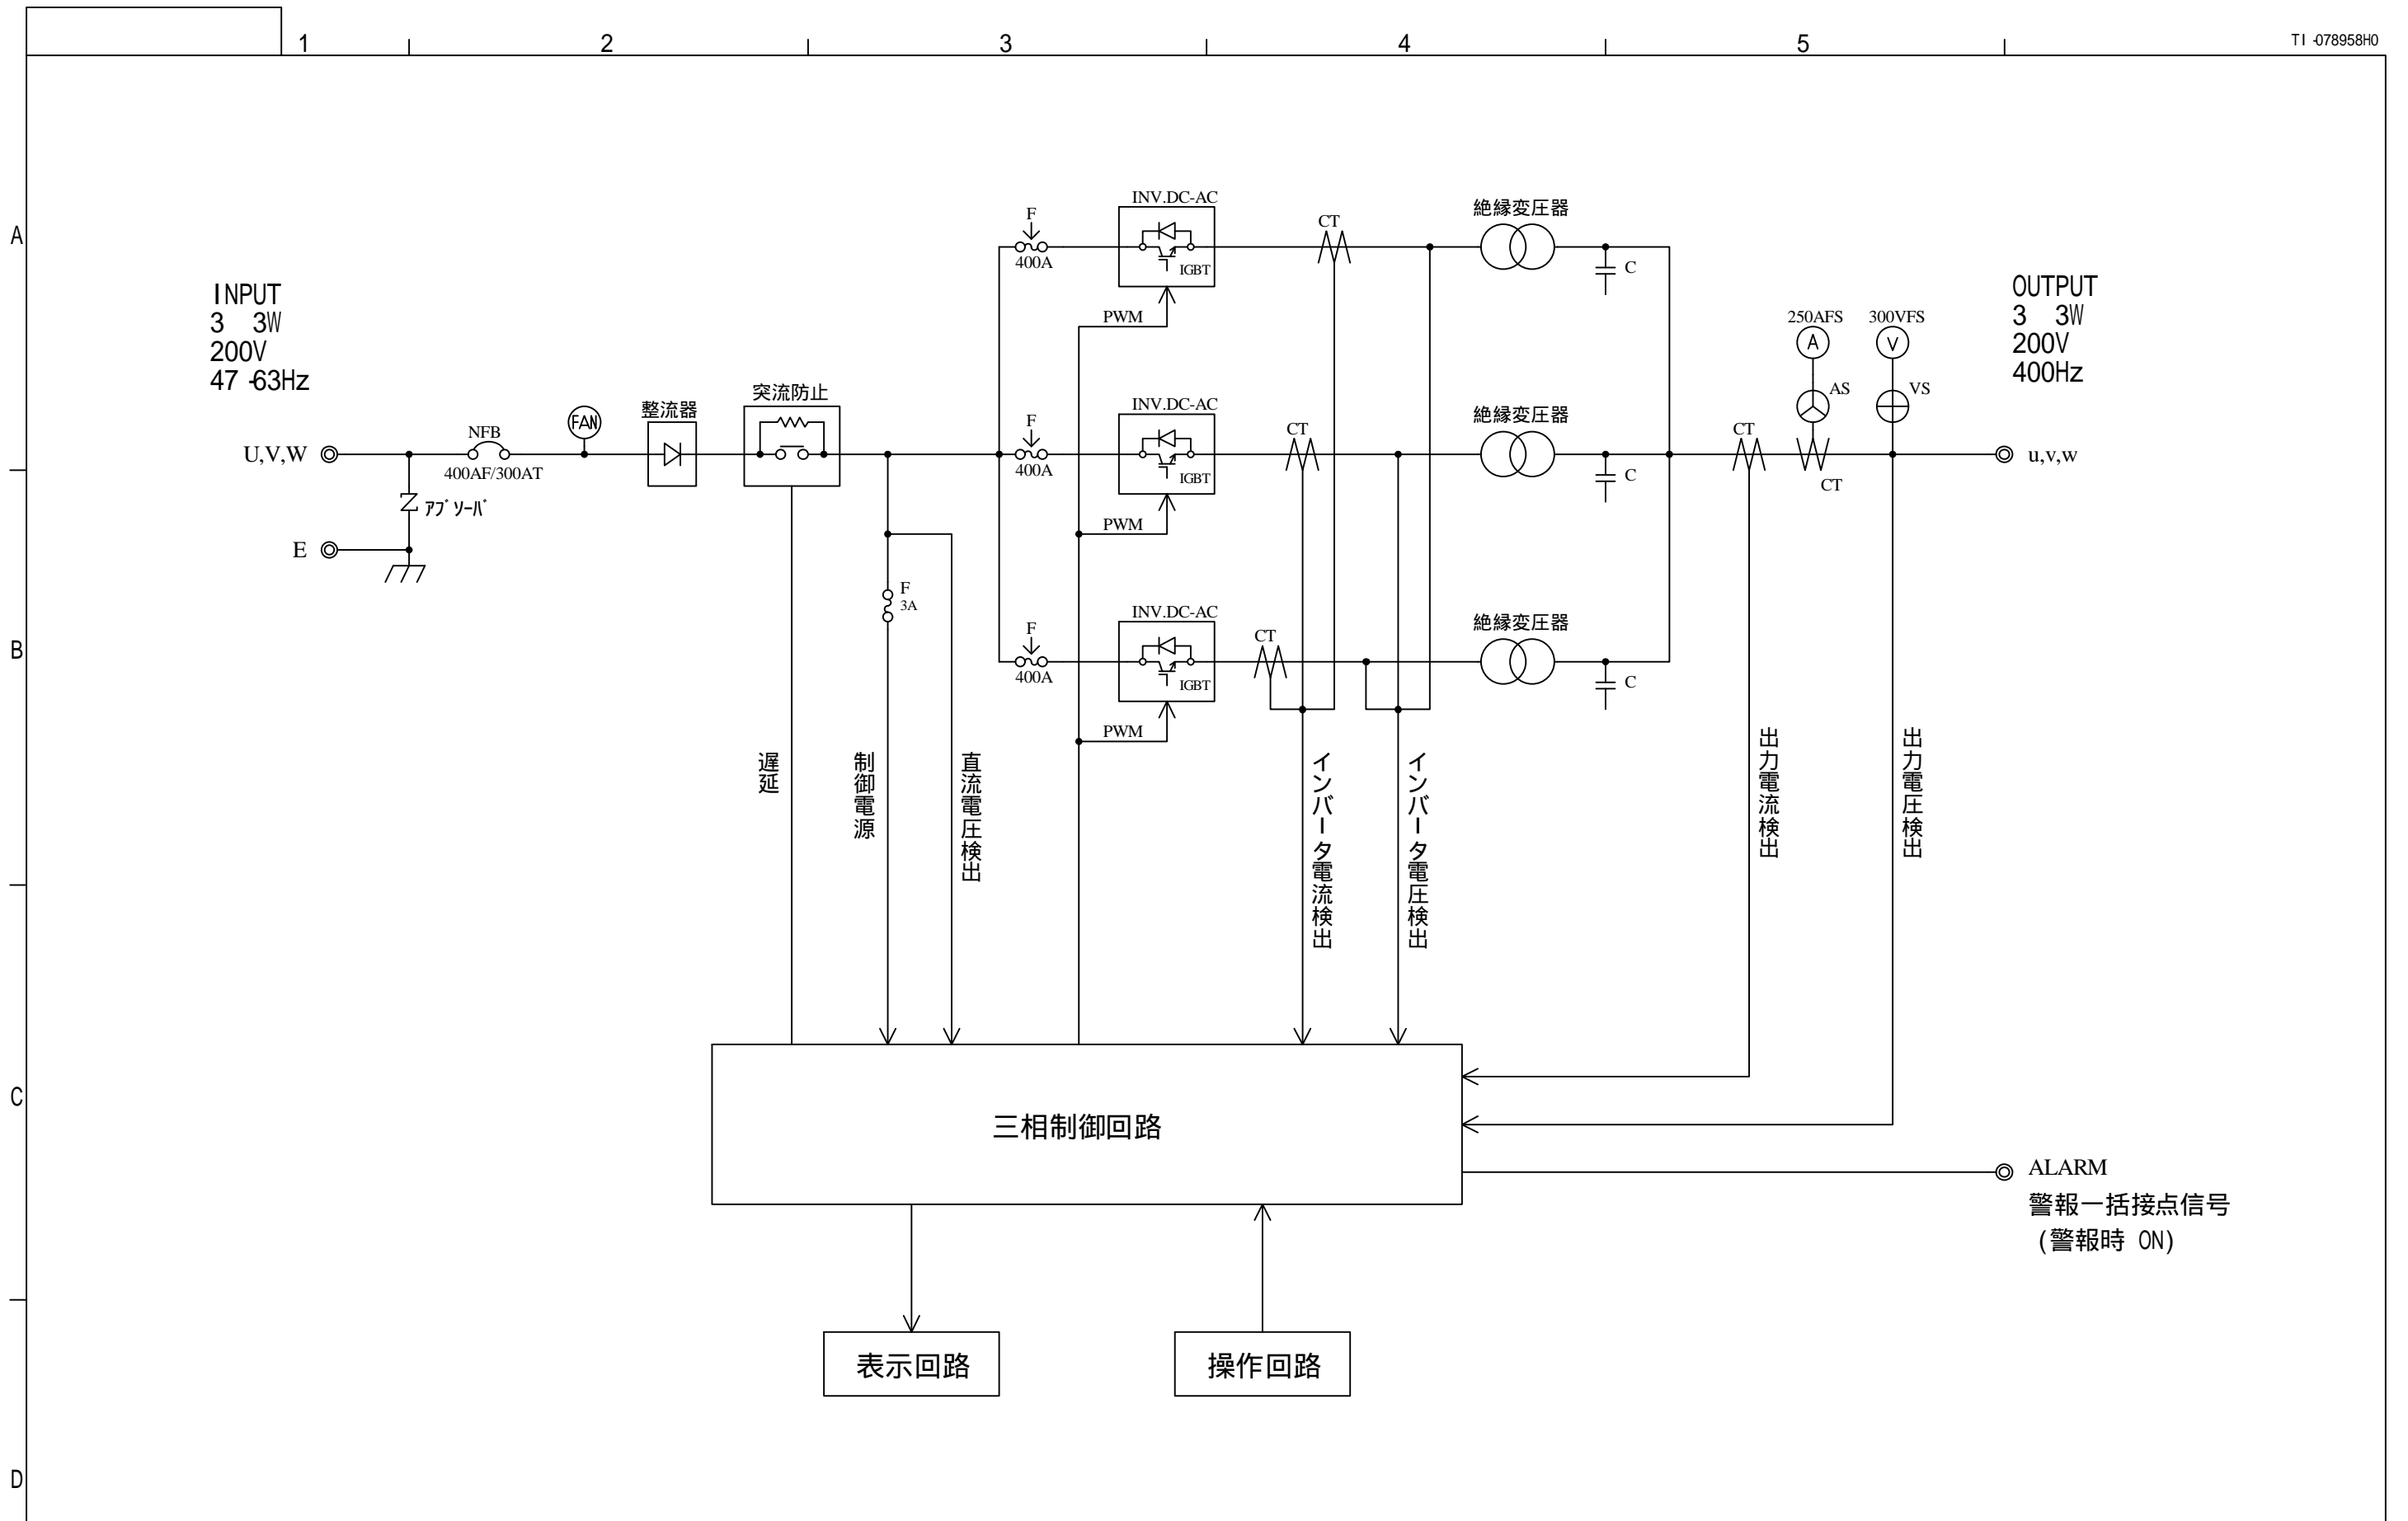 1
2
3
4
5
TI-078958H0
A
B
C
D
INPUT
3 3W
200V
47-63Hz
U,V,W
E
アブソーバ
NFB
400AF/300AT
FAN
整流器
突流防止
F
3A
F
400A
INV.DC-AC
IGBT
PWM
CT
絶縁変圧器
C
F
400A
INV.DC-AC
IGBT
PWM
CT
絶縁変圧器
C
F
400A
INV.DC-AC
IGBT
PWM
CT
絶縁変圧器
C
CT
250AFS
A
AS
CT
300VFS
V
VS
OUTPUT
3 3W
200V
400Hz
u,v,w
遅延
制御電源
直流電圧検出
インバータ電流検出
インバータ電圧検出
出力電流検出
出力電圧検出
三相制御回路
ALARM
警報一括接点信号
(警報時 ON)
表示回路
操作回路